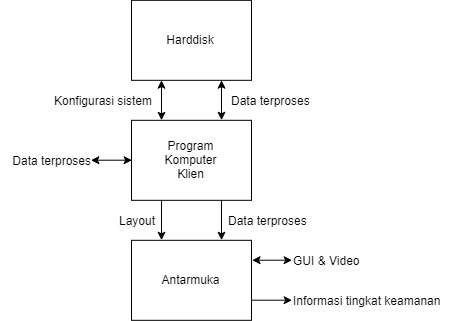 Harddisk
Konfigurasi sistem
Data terproses
Program
Komputer
Klien
Data terproses
Layout
Data terproses
Antarmuka
GUI & Video
Informasi tingkat keamanan